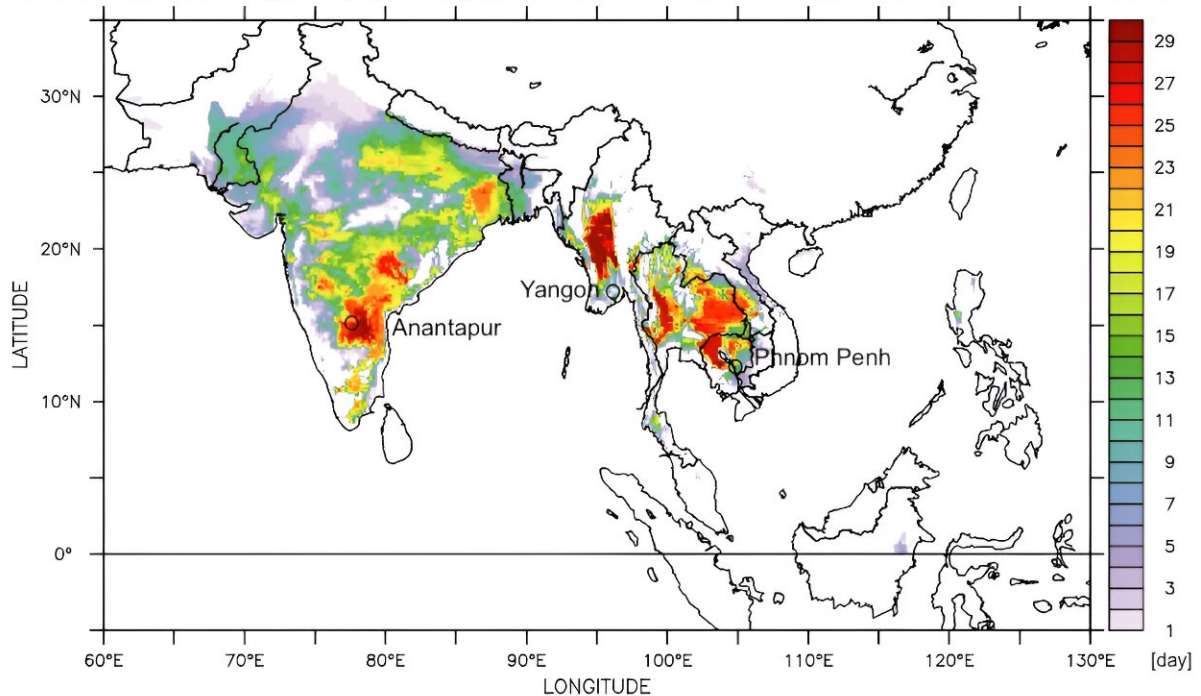 30°N
20°N
10°N
0°
LATITUDE
Yangon
Anantapur
Phnom Penh
60°E 70°E 80°E 90°E 100°E 110°E 120°E 130°E
LONGITUDE
29
27
25
23
21
19
17
15
13
11
9
7
5
3
1
[day]